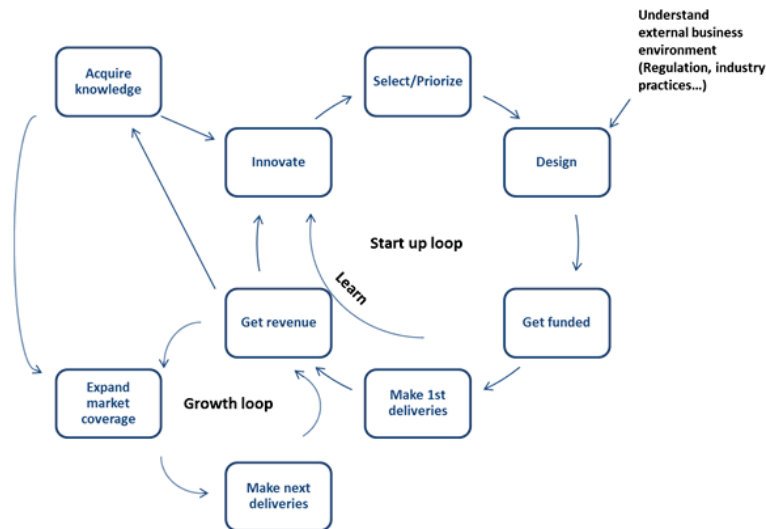 Understand
external business
environment
(Regulation, industry
practices...)
Acquire
knowledge
Select/Priorize
Innovate
Design
Start up loop
Learn
Get revenue
Get funded
Expand
market
coverage
Growth loop
Make 1st
deliveries
Make next
deliveries